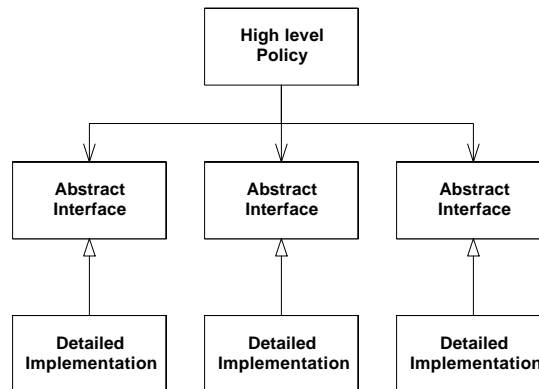 High level
Policy
Abstract
Interface
Abstract
Interface
Abstract
Interface
Detailed
Implementation
Detailed
Implementation
Detailed
Implementation